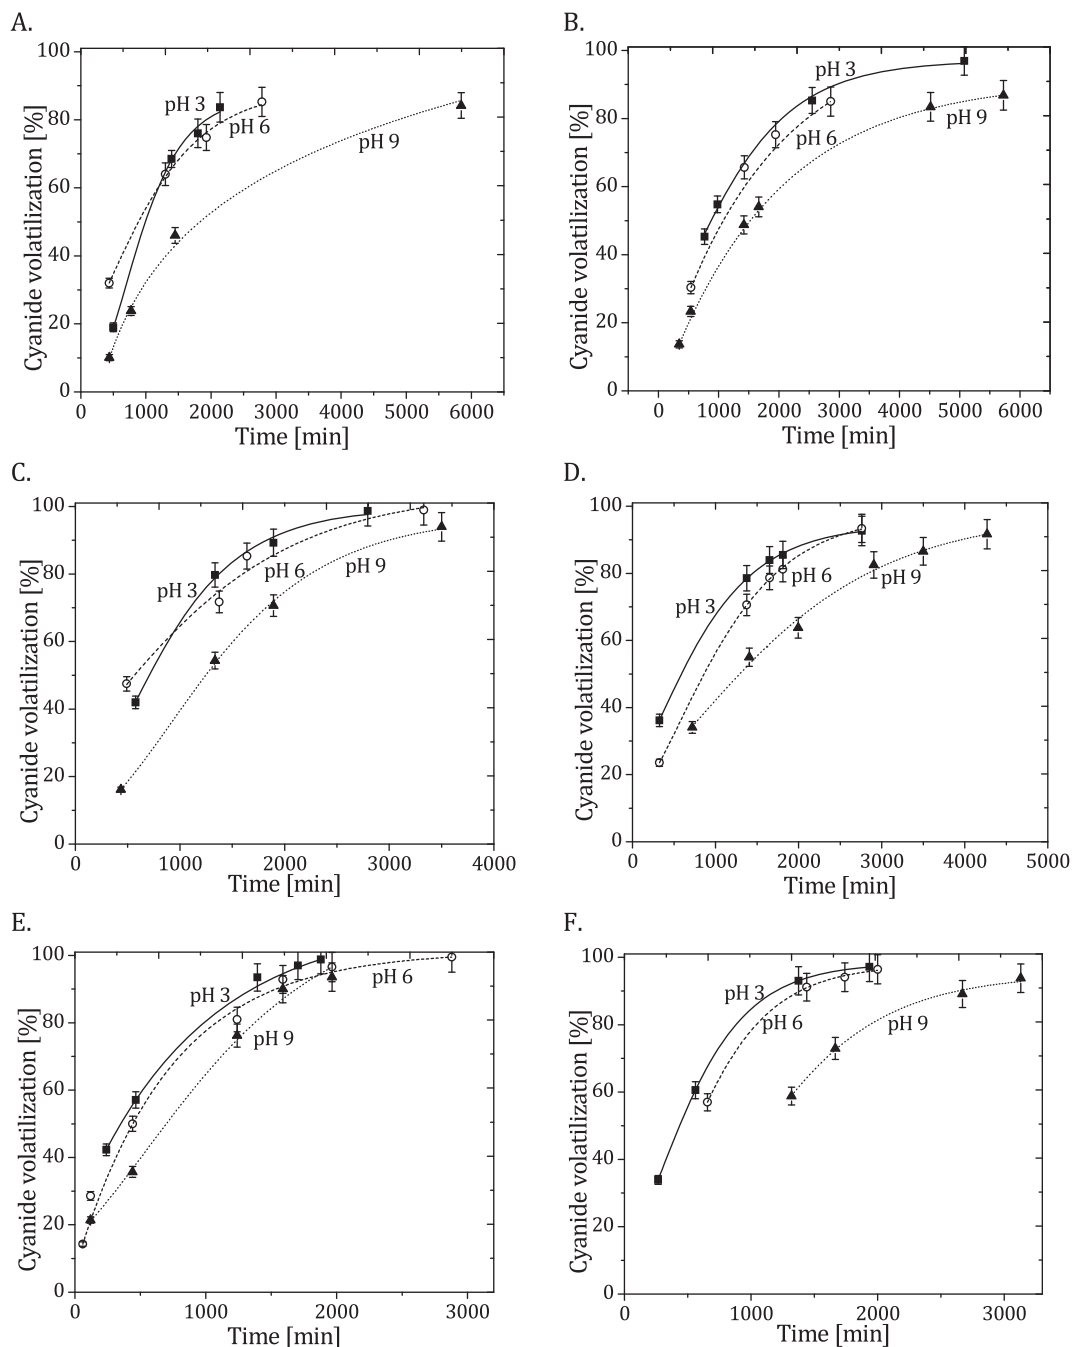 A.
100
80
60
40
20
0
Cyanide volatilization [%]
pH 3
pH 6
pH 9
0 1000 2000 3000 4000 5000 6000
Time [min]
B.
100
80
60
40
20
0
Cyanide volatilization [%]
pH 3
pH 6
pH 9
0 1000 2000 3000 4000 5000 6000
Time [min]
C.
100
80
60
40
20
0
Cyanide volatilization [%]
pH 3
pH 6
pH 9
0 1000 2000 3000 4000
Time [min]
D.
100
80
60
40
20
0
Cyanide volatilization [%]
pH 3
pH 6
pH 9
0 1000 2000 3000 4000 5000
Time [min]
E.
100
80
60
40
20
0
Cyanide volatilization [%]
pH 3
pH 6
pH 9
0 1000 2000 3000
Time [min]
F.
100
80
60
40
20
0
Cyanide volatilization [%]
pH 3
pH 6
pH 9
0 1000 2000 3000
Time [min]